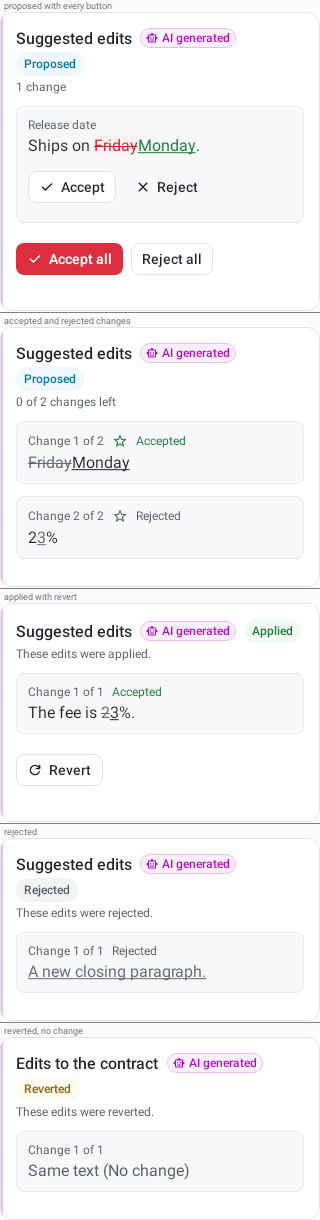 proposed with every button
Suggested edits AI generated
Proposed
1 change
Release date
Ships on FridayMonday.
Accept Reject
Accept all Reject all
accepted and rejected changes
Suggested edits AI generated
Proposed
0 of 2 changes left
Change 1 of 2 Accepted
FridayMonday
Change 2 of 2 Rejected
23%
applied with revert
Suggested edits AI generated Applied
These edits were applied.
Change 1 of 1 Accepted
The fee is 23%.
Revert
rejected
Suggested edits AI generated
Rejected
These edits were rejected.
Change 1 of 1 Rejected
A new closing paragraph.
reverted, no change
Edits to the contract AI generated
Reverted
These edits were reverted.
Change 1 of 1
Same text (No change)